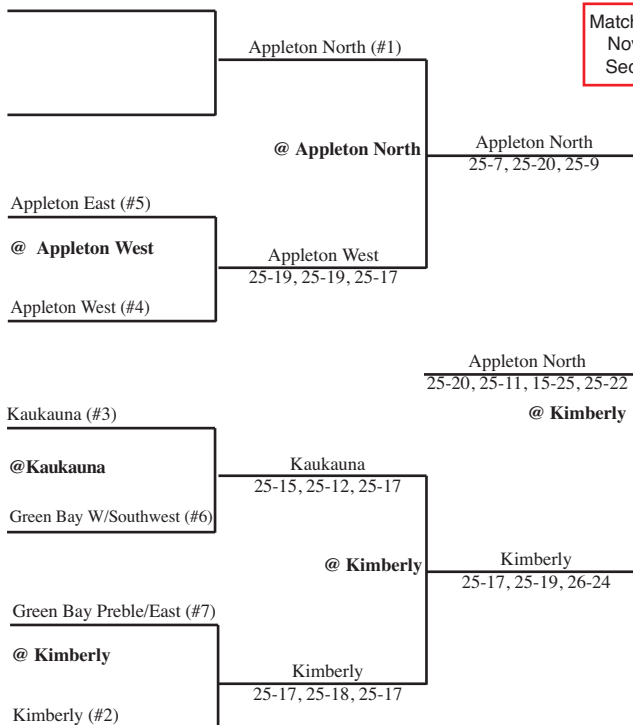 Match
Nov
Sec
Appleton North (#1)
@ Appleton North
Appleton North
25-7, 25-20, 25-9
Appleton East (#5)
@ Appleton West
Appleton West
25-19, 25-19, 25-17
Appleton West (#4)
Appleton North
25-20, 25-11, 15-25, 25-22
@ Kimberly
Kaukauna (#3)
@Kaukauna
Kaukauna
25-15, 25-12, 25-17
Green Bay W/Southwest (#6)
@ Kimberly
Kimberly
25-17, 25-19, 26-24
Green Bay Preble/East (#7)
@ Kimberly
Kimberly
25-17, 25-18, 25-17
Kimberly (#2)